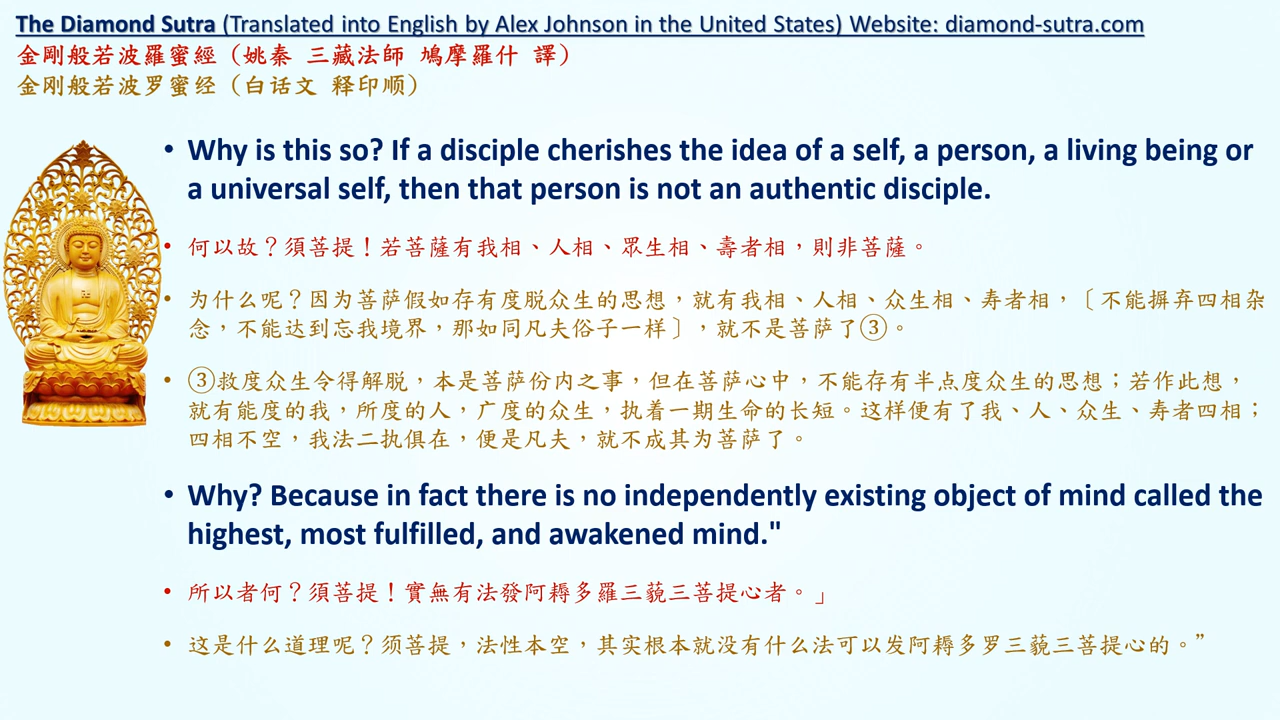 The Diamond Sutra (Translated into English by Alex Johnson in the United States) Website: diamond-sutra.com
金剛般若波羅蜜經（姚秦 三藏法師 鳩摩羅什 譯）
金刚般若波罗蜜经（白话文 释印顺）
• Why is this so? If a disciple cherishes the idea of a self, a person, a living being or
a universal self, then that person is not an authentic disciple.
• 何以故？須菩提！若菩薩有我相、人相、眾生相、壽者相，則非菩薩。
• 为什么呢？因为菩萨假如存有度脱众生的思想，就有我相、人相、众生相、寿者相，〔不能摒弃四相杂
念，不能达到忘我境界，那如同凡夫俗子一样〕，就不是菩萨了③。
• ③救度众生令得解脱，本是菩萨份内之事，但在菩萨心中，不能存有半点度众生的思想；若作此想，
就有能度的我，所度的人，广度的众生，执着一期生命的长短。这样便有了我、人、众生、寿者四相；
四相不空，我法二执俱在，便是凡夫，就不成其为菩萨了。
• Why? Because in fact there is no independently existing object of mind called the
highest, most fulfilled, and awakened mind."
• 所以者何？須菩提！實無有法發阿耨多羅三藐三菩提心者。」
• 这是什么道理呢？须菩提，法性本空，其实根本就没有什么法可以发阿耨多罗三藐三菩提心的。”